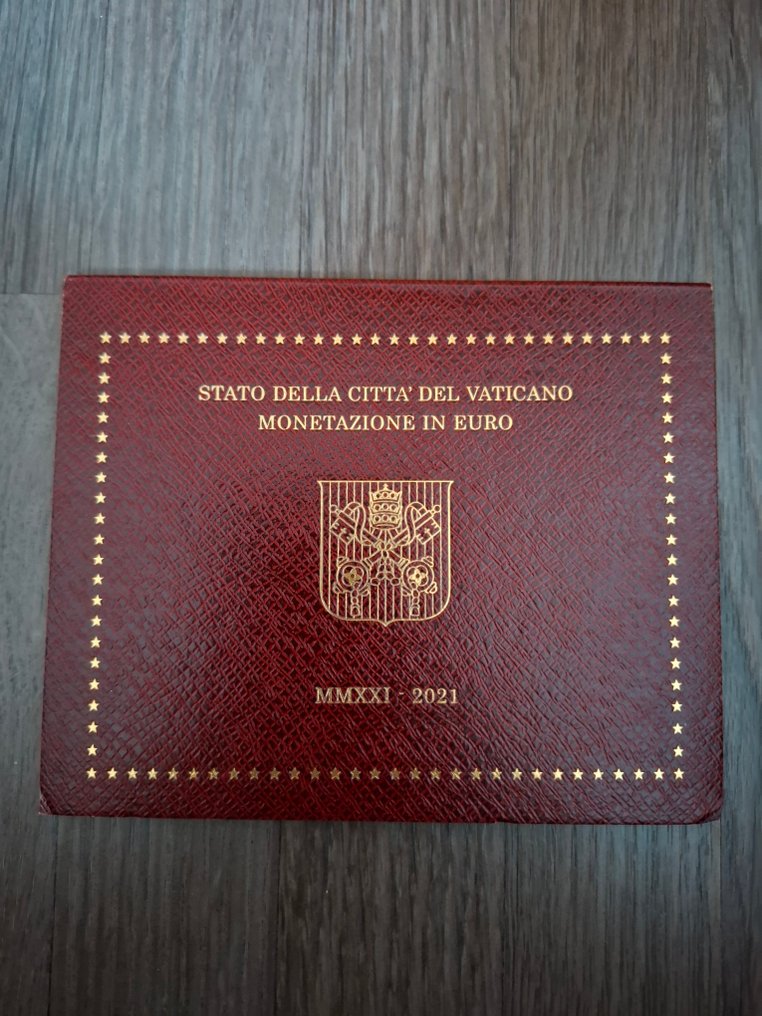 STATO DELLA CITTA' DEL VATICANO
MONETAZIONE IN EURO
MMXXI - 2021